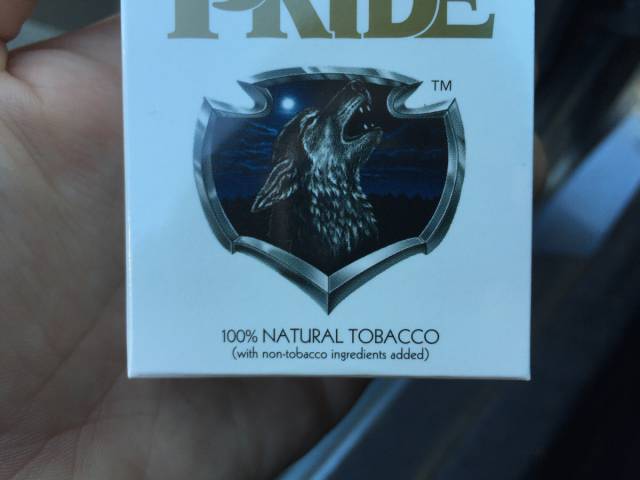 PRIDE
TM
100% NATURAL TOBACCO
(with non-tobacco ingredients added)